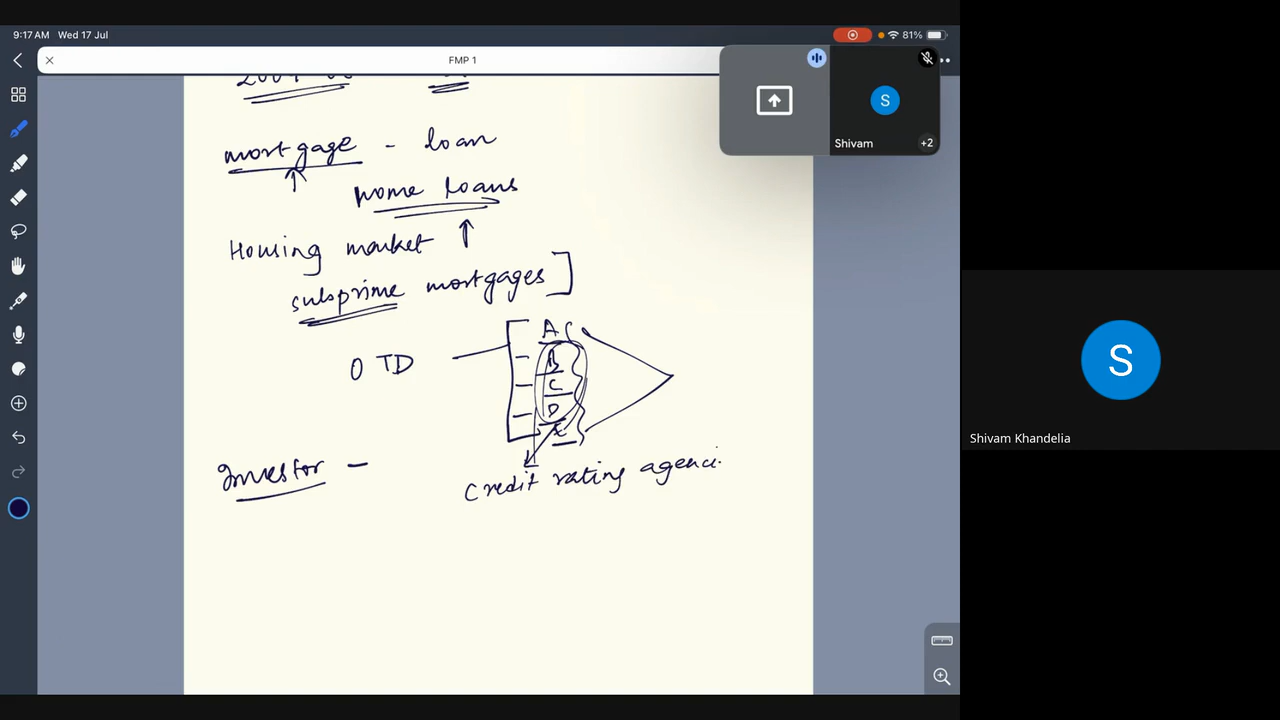 9:17 AM Wed 17 Jul
81%
FMP 1
Shivam
+2
mortgage - loan
home loans
Housing market ↑
subprime mortgages ]
A
OTD
B
C
D
E
Investor -
credit rating agenci
S
S
Shivam Khandelia